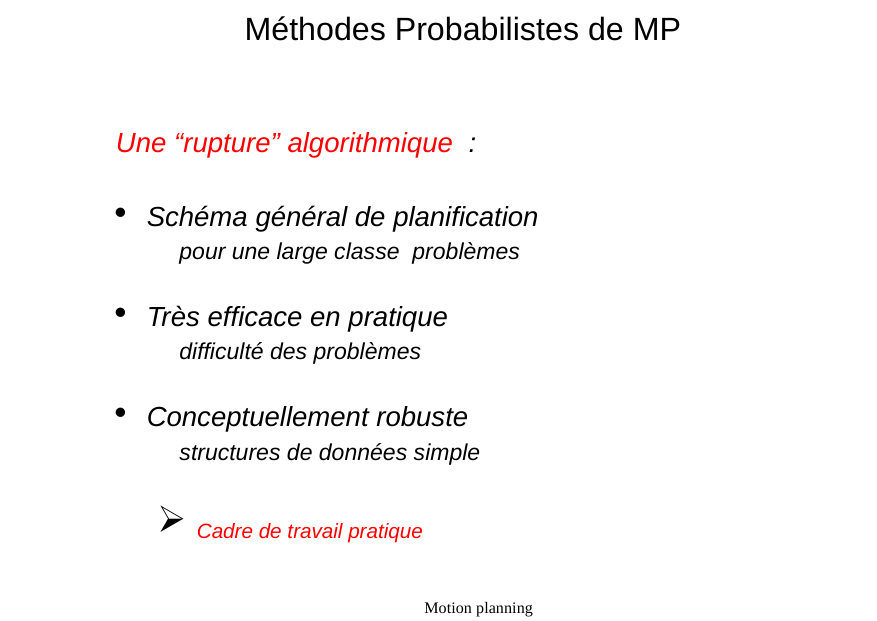 Méthodes Probabilistes de MP
Une “rupture” algorithmique  :
• Schéma général de planification
pour une large classe  problèmes
• Très efficace en pratique
difficulté des problèmes
• Conceptuellement robuste
structures de données simple
➢ Cadre de travail pratique
Motion planning